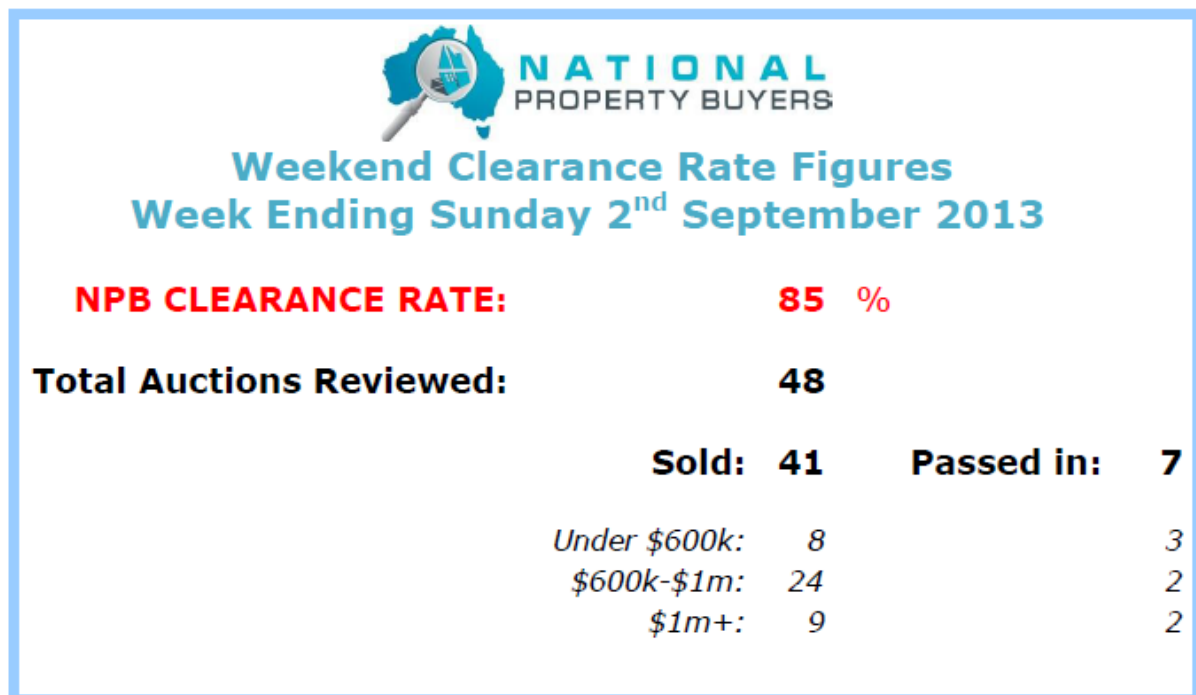 NATIONAL
PROPERTY BUYERS
Weekend Clearance Rate Figures
Week Ending Sunday 2nd September 2013
NPB CLEARANCE RATE: 85 %
Total Auctions Reviewed: 48
Sold: 41 Passed in: 7
Under $600k: 8 3
$600k-$1m: 24 2
$1m+: 9 2